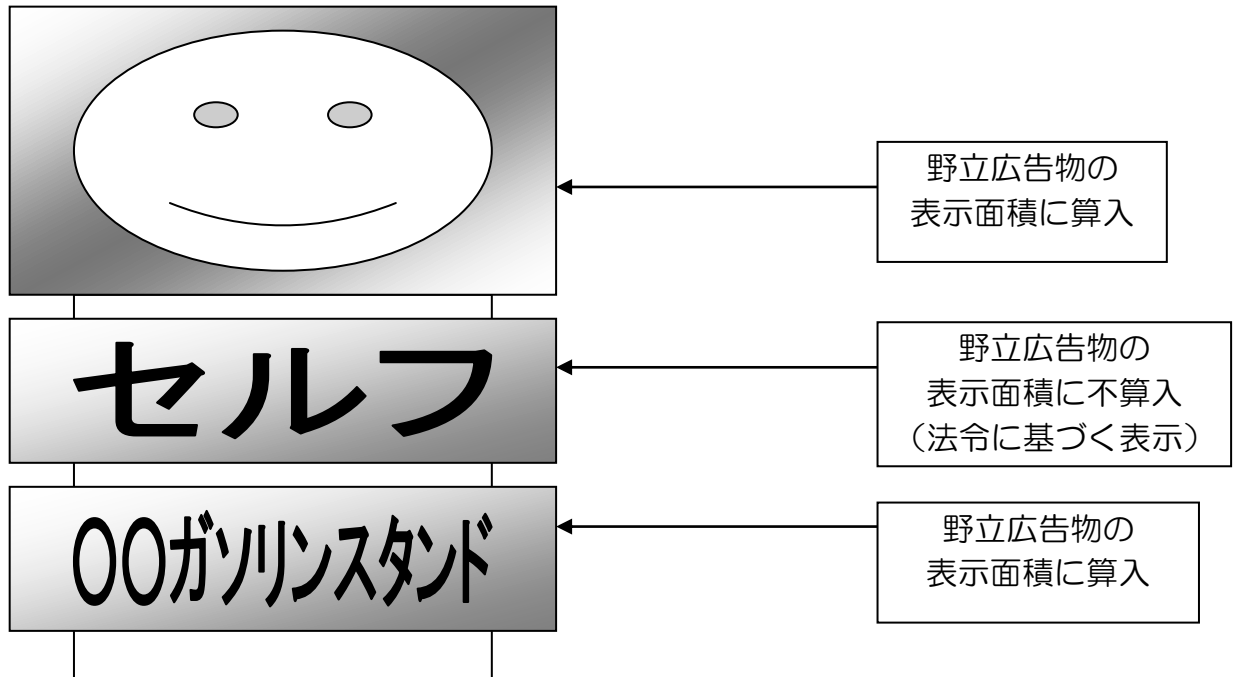 野立広告物の
表示面積に算入
セルフ
野立広告物の
表示面積に不算入
（法令に基づく表示）
〇〇ガソリンスタンド
野立広告物の
表示面積に算入